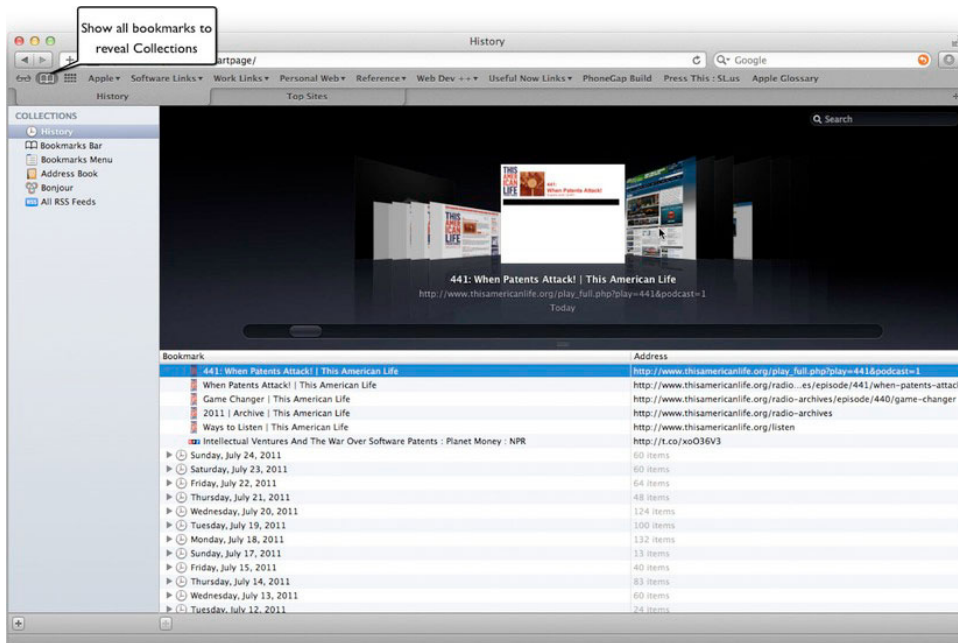 Show all bookmarks to
reveal Collections
History
artpage/
Google
Apple
Software Links
Work Links
Personal Web
Reference
Web Dev ++
Useful Now Links
PhoneGap Build
Press This : SL.us
Apple Glossary
History
Top Sites
COLLECTIONS
History
Bookmarks Bar
Bookmarks Menu
Address Book
Bonjour
RSS All RSS Feeds
Search
THIS AMERICAN LIFE
441:
When Patents Attack!
THIS AMERICAN LIFE
441: When Patents Attack! | This American Life
http://www.thisamericanlife.org/play_full.php?play=441&podcast=1
Today
Bookmark Address
441: When Patents Attack! | This American Life http://www.thisamericanlife.org/play_full.php?play=441&podcast=1
When Patents Attack! | This American Life http://www.thisamericanlife.org/radio...es/episode/441/when-patents-attack
Game Changer | This American Life http://www.thisamericanlife.org/radio-archives/episode/440/game-changer
2011 | Archive | This American Life http://www.thisamericanlife.org/radio-archives
Ways to Listen | This American Life http://www.thisamericanlife.org/listen
Intellectual Ventures And The War Over Software Patents : Planet Money : NPR http://t.co/xoO36V3
Sunday, July 24, 2011 60 items
Saturday, July 23, 2011 60 items
Friday, July 22, 2011 64 items
Thursday, July 21, 2011 48 items
Wednesday, July 20, 2011 124 items
Tuesday, July 19, 2011 100 items
Monday, July 18, 2011 132 items
Sunday, July 17, 2011 13 items
Friday, July 15, 2011 40 items
Thursday, July 14, 2011 83 items
Wednesday, July 13, 2011 60 items
Tuesday, July 12, 2011 24 items